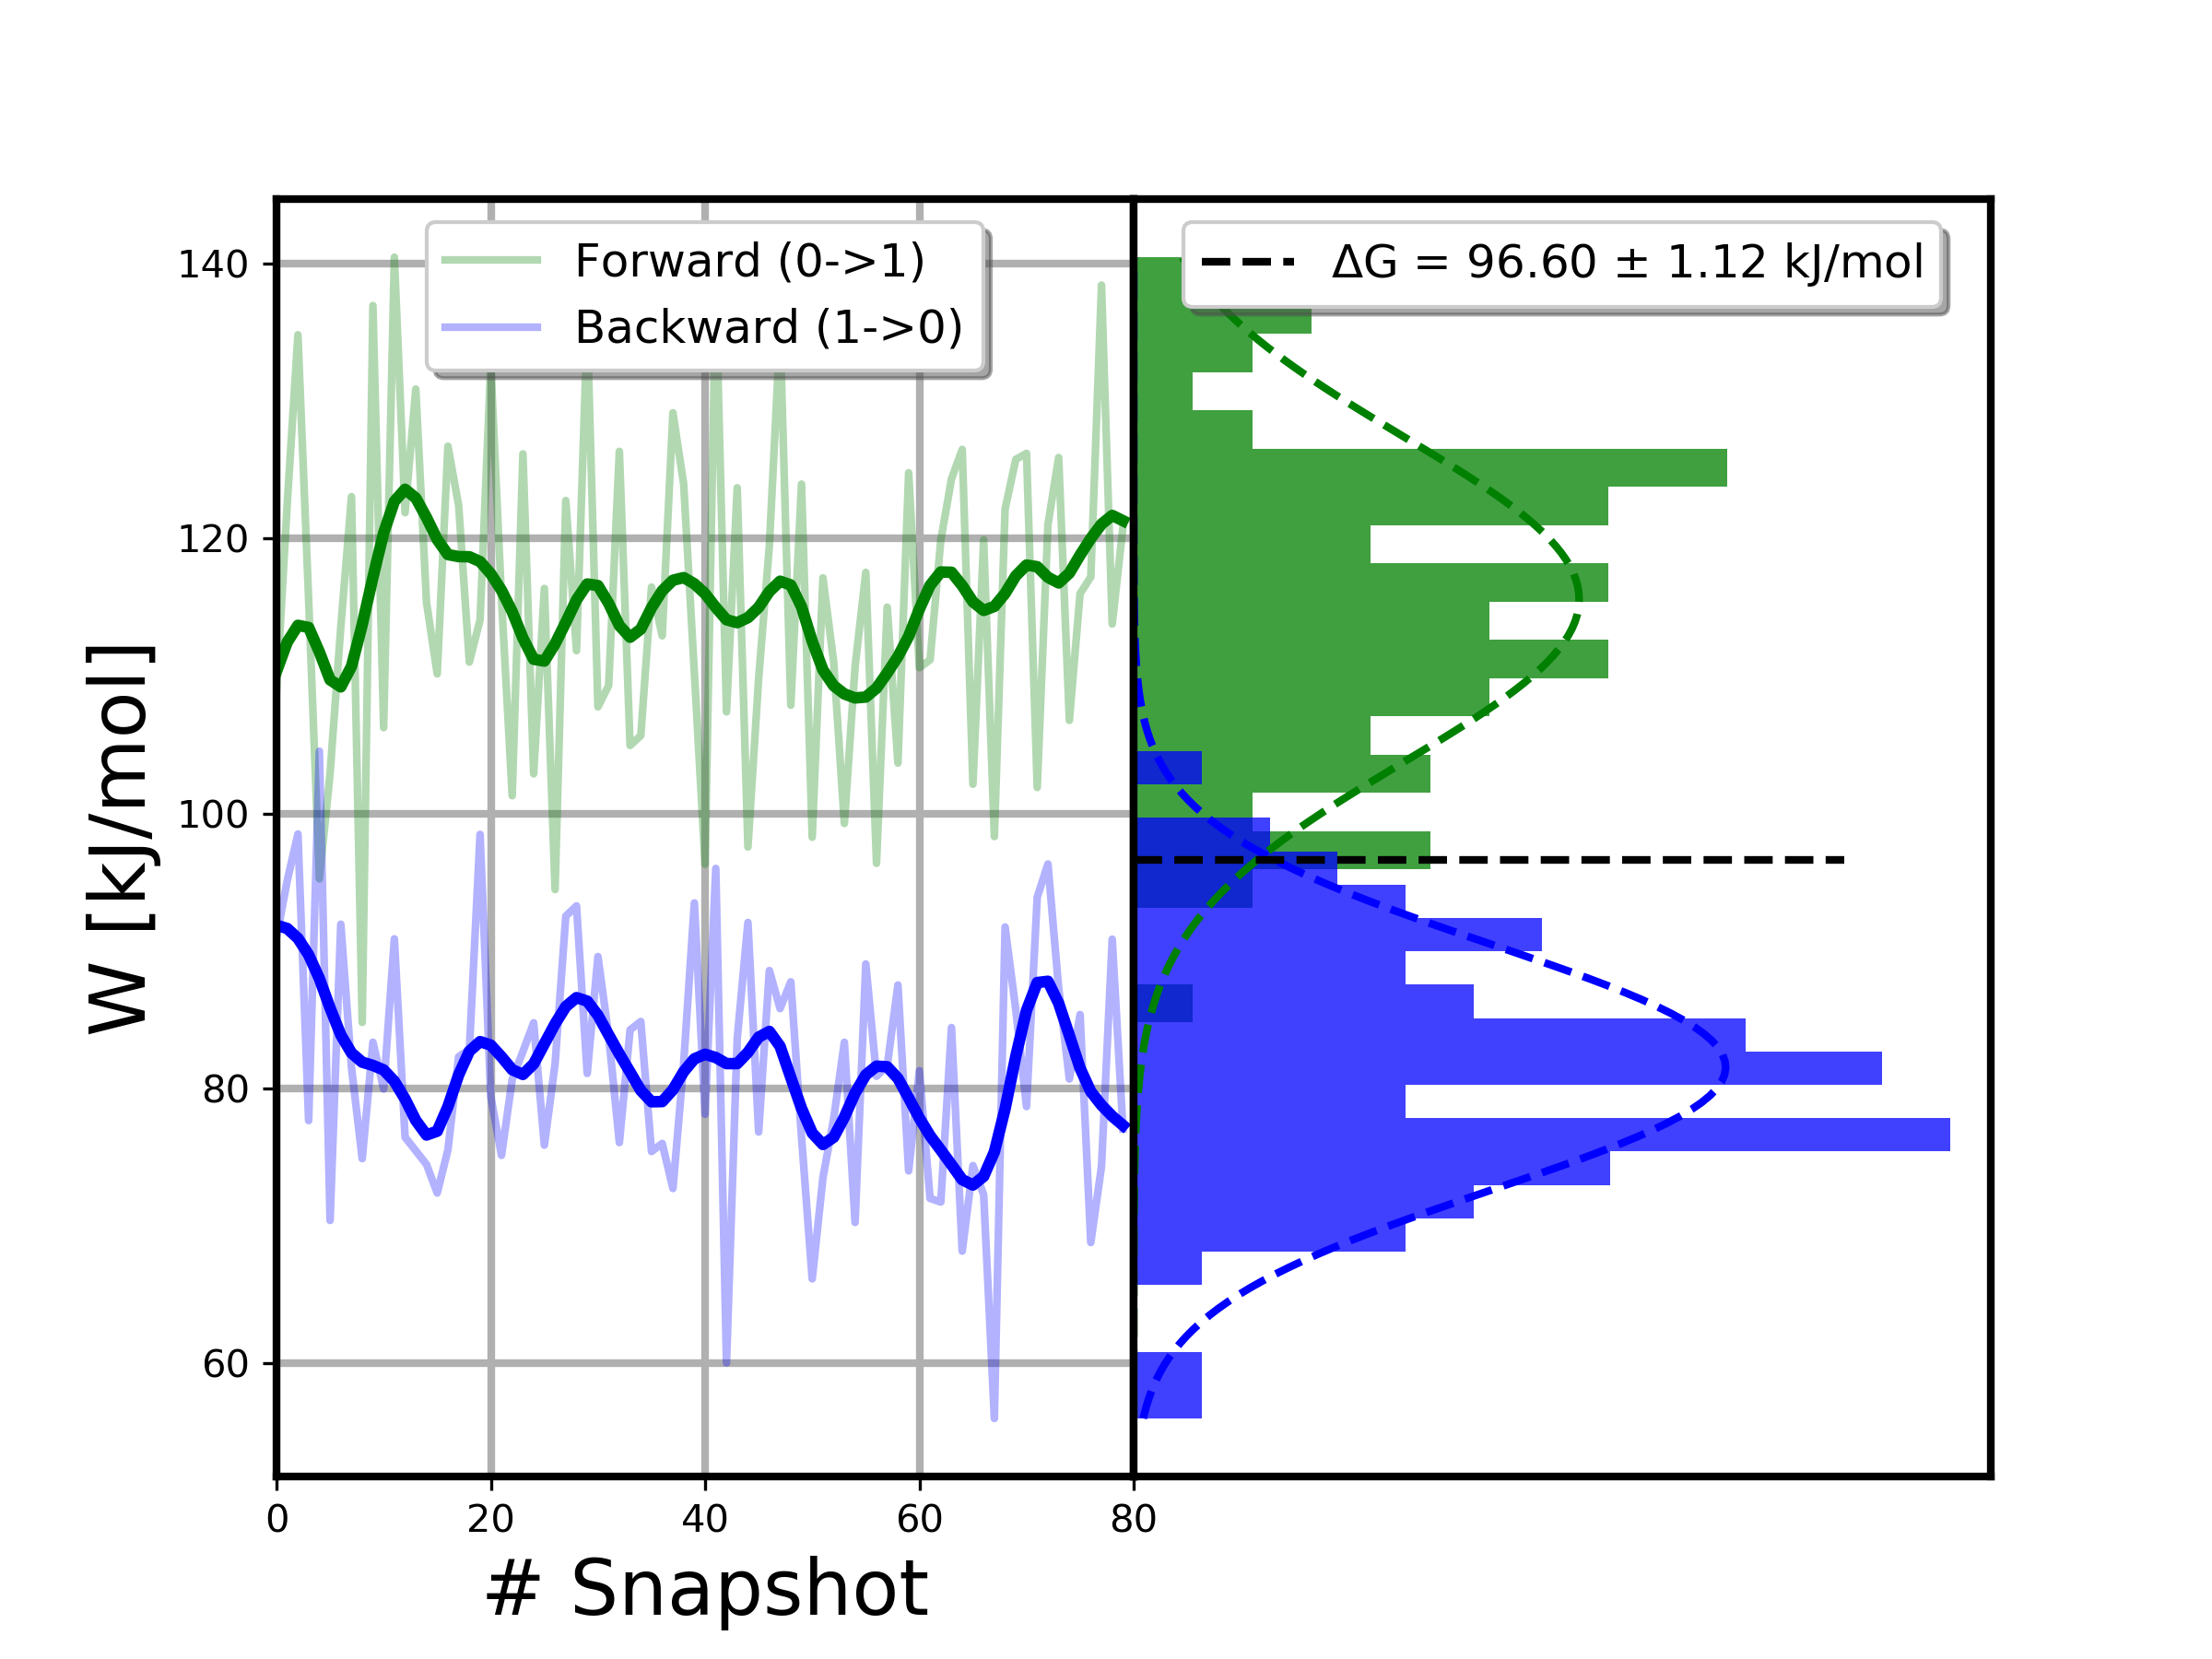 Forward (0->1)
Backward (1->0)
ΔG = 96.60 ± 1.12 kJ/mol
W [kJ/mol]
140
120
100
80
60
0
20
40
60
80
# Snapshot